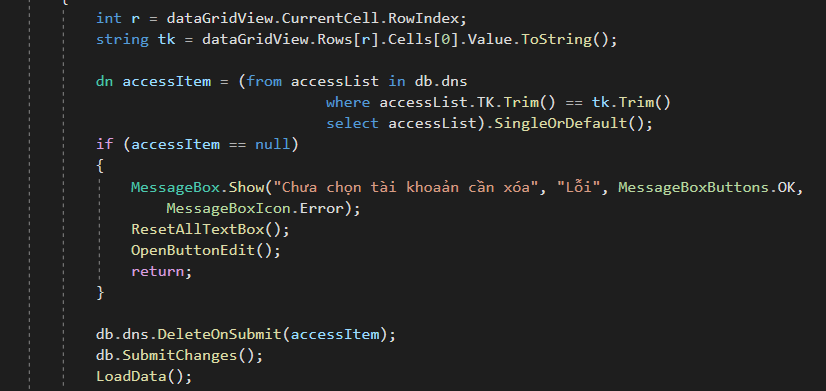 {
int r = dataGridView.CurrentCell.RowIndex;
string tk = dataGridView.Rows[r].Cells[0].Value.ToString();
dn accessItem = (from accessList in db.dns
where accessList.TK.Trim() == tk.Trim()
select accessList).SingleOrDefault();
if (accessItem == null)
{
MessageBox.Show("Chưa chọn tài khoaản cần xóa", "Lỗi", MessageBoxButtons.OK,
MessageBoxIcon.Error);
ResetAllTextBox();
OpenButtonEdit();
return;
}
db.dns.DeleteOnSubmit(accessItem);
db.SubmitChanges();
LoadData();